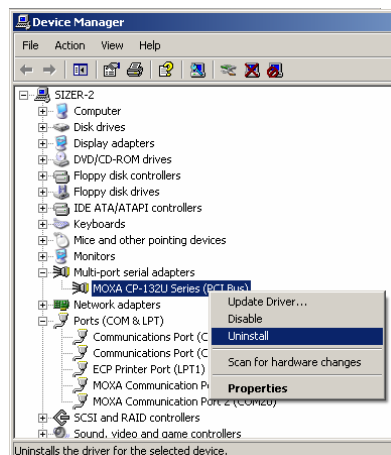 Device Manager
File Action View Help
SIZER-2
Computer
Disk drives
Display adapters
DVD/CD-ROM drives
Floppy disk controllers
Floppy disk drives
IDE ATA/ATAPI controllers
Keyboards
Mice and other pointing devices
Monitors
Multi-port serial adapters
MOXA CP-132U Series (PCI Bus)
Network adapters
Update Driver...
Ports (COM & LPT)
Disable
Communications Port (C
Uninstall
Communications Port (C
ECP Printer Port (LPT1)
Scan for hardware changes
MOXA Communication Po
Properties
MOXA Communication Port 2 (COM20)
SCSI and RAID controllers
Sound, video and game controllers
Uninstalls the driver for the selected device.